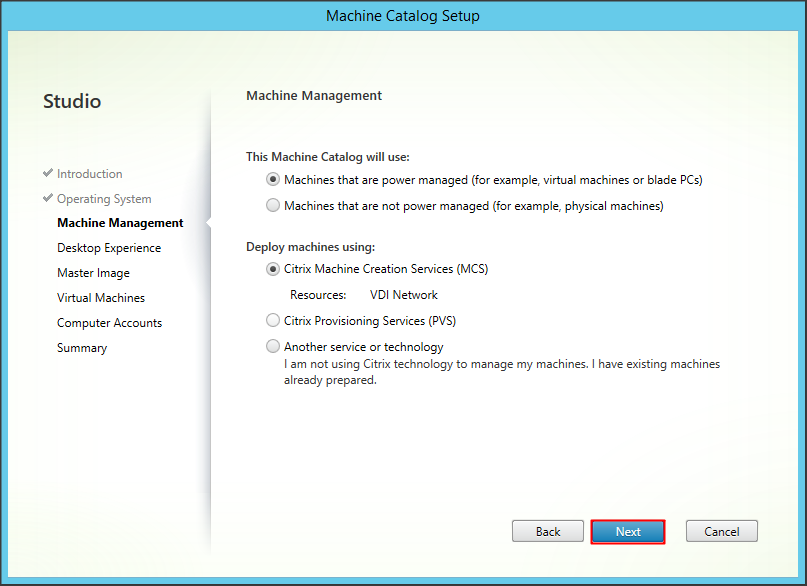 Machine Catalog Setup
Studio
Introduction
Operating System
Machine Management
Desktop Experience
Master Image
Virtual Machines
Computer Accounts
Summary
Machine Management
This Machine Catalog will use:
Machines that are power managed (for example, virtual machines or blade PCs)
Machines that are not power managed (for example, physical machines)
Deploy machines using:
Citrix Machine Creation Services (MCS)
Resources: VDI Network
Citrix Provisioning Services (PVS)
Another service or technology
I am not using Citrix technology to manage my machines. I have existing machines
already prepared.
Back Next Cancel